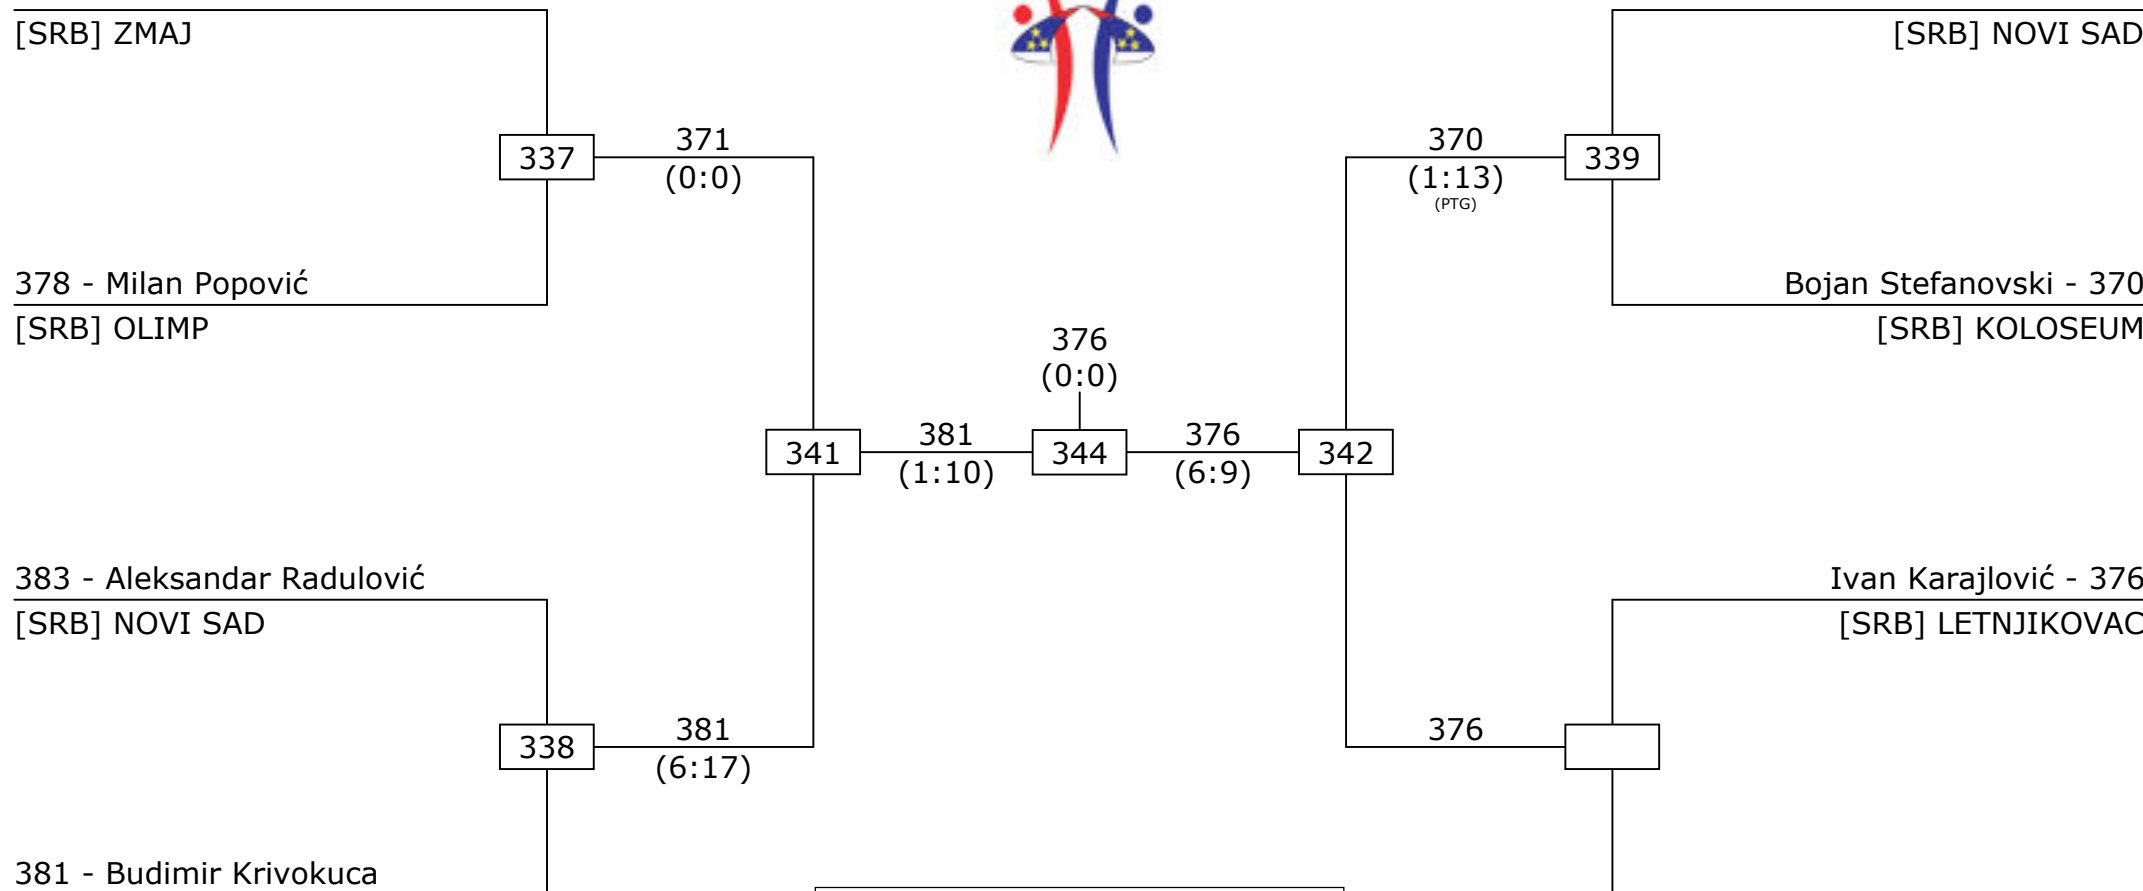 [SRB] ZMAJ
[SRB] NOVI SAD
337
371
(0:0)
370
(1:13)
(PTG)
339
378 - Milan Popović
[SRB] OLIMP
Bojan Stefanovski - 370
[SRB] KOLOSEUM
376
(0:0)
341
381
(1:10)
344
376
(6:9)
342
383 - Aleksandar Radulović
[SRB] NOVI SAD
Ivan Karajlović - 376
[SRB] LETNJIKOVAC
338
381
(6:17)
376
381 - Budimir Krivokuca